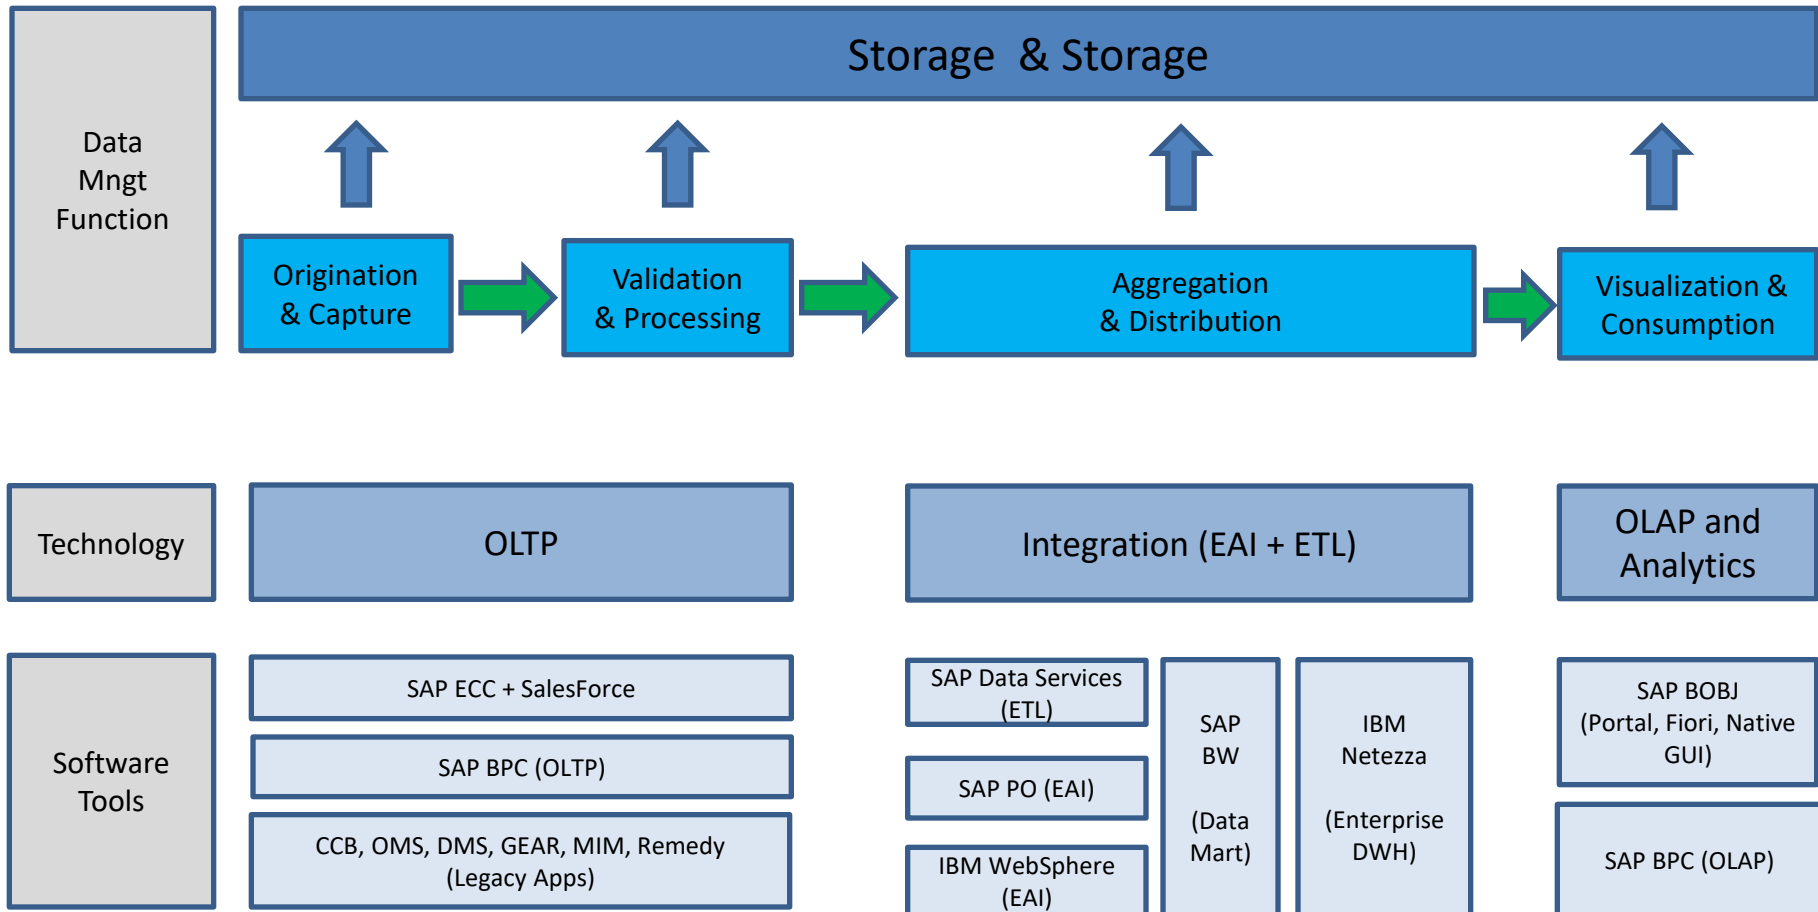 Storage & Storage
Data
Mngt
Function
Origination
& Capture
Validation
& Processing
Aggregation
& Distribution
Visualization &
Consumption
Technology
OLTP
Integration (EAI + ETL)
OLAP and
Analytics
Software
Tools
SAP ECC + SalesForce
SAP BPC (OLTP)
CCB, OMS, DMS, GEAR, MIM, Remedy
(Legacy Apps)
SAP Data Services
(ETL)
SAP PO (EAI)
IBM WebSphere
(EAI)
SAP
BW
(Data
Mart)
IBM
Netezza
(Enterprise
DWH)
SAP BOBJ
(Portal, Fiori, Native
GUI)
SAP BPC (OLAP)